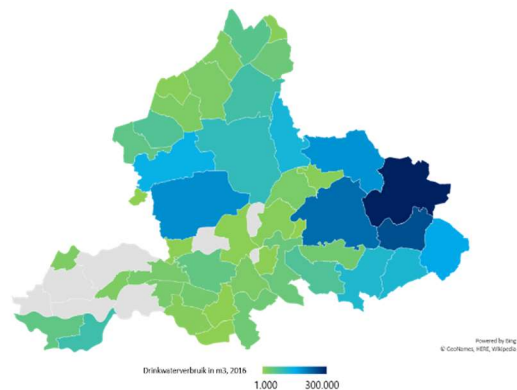 Powered by Bing
© GeoNames, HERE, Wikipedia
Drinkwaterverbruik in m3, 2016
1.000 300.000